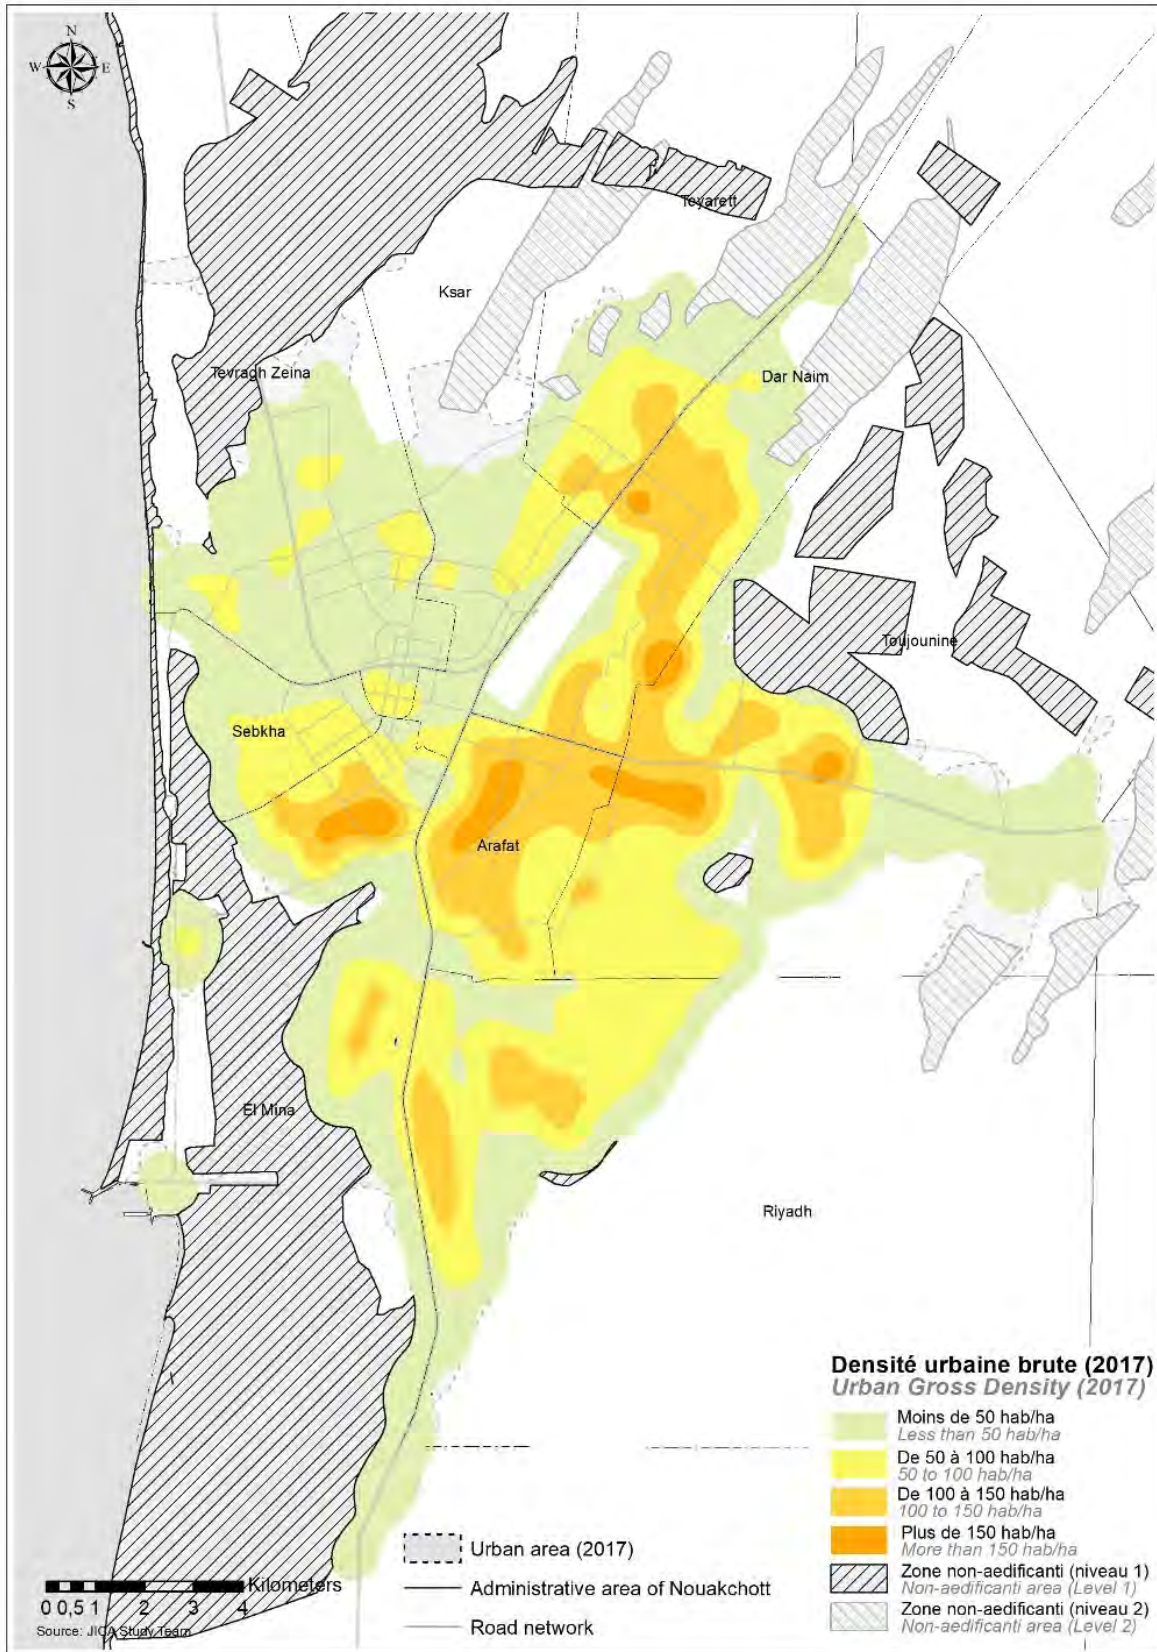 N
W E
S
Teyarett
Ksar
Tevragh Zeina
Dar Naim
Toujounine
Sebkha
Arafat
El Mina
Riyadh
Densité urbaine brute (2017)
Urban Gross Density (2017)
Moins de 50 hab/ha
Less than 50 hab/ha
De 50 à 100 hab/ha
50 to 100 hab/ha
De 100 à 150 hab/ha
100 to 150 hab/ha
Plus de 150 hab/ha
More than 150 hab/ha
Zone non-aedificanti (niveau 1)
Non-aedificanti area (Level 1)
Zone non-aedificanti (niveau 2)
Non-aedificanti area (Level 2)
Urban area (2017)
Administrative area of Nouakchott
Road network
Kilometers
0 0,5 1 2 3 4
Source: JICA Study Team